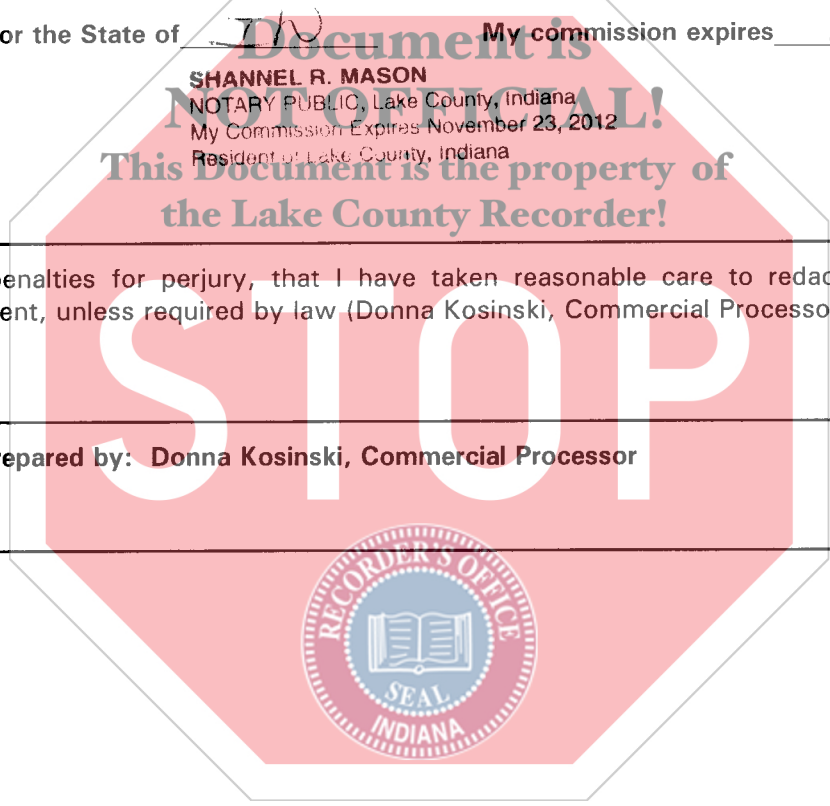 or the State of IN My commission expires
Document is
SHANNEL R. MASON
NOTARY PUBLIC, Lake County, Indiana
NOT OFFICIAL!
My Commission Expires November 23, 2012
Resident of Lake County, Indiana
This Document is the property of
the Lake County Recorder!
enalties for perjury, that I have taken reasonable care to redac
ent, unless required by law (Donna Kosinski, Commercial Processo
STOP
epared by: Donna Kosinski, Commercial Processor
RECORDER'S OFFICE
SEAL
INDIANA